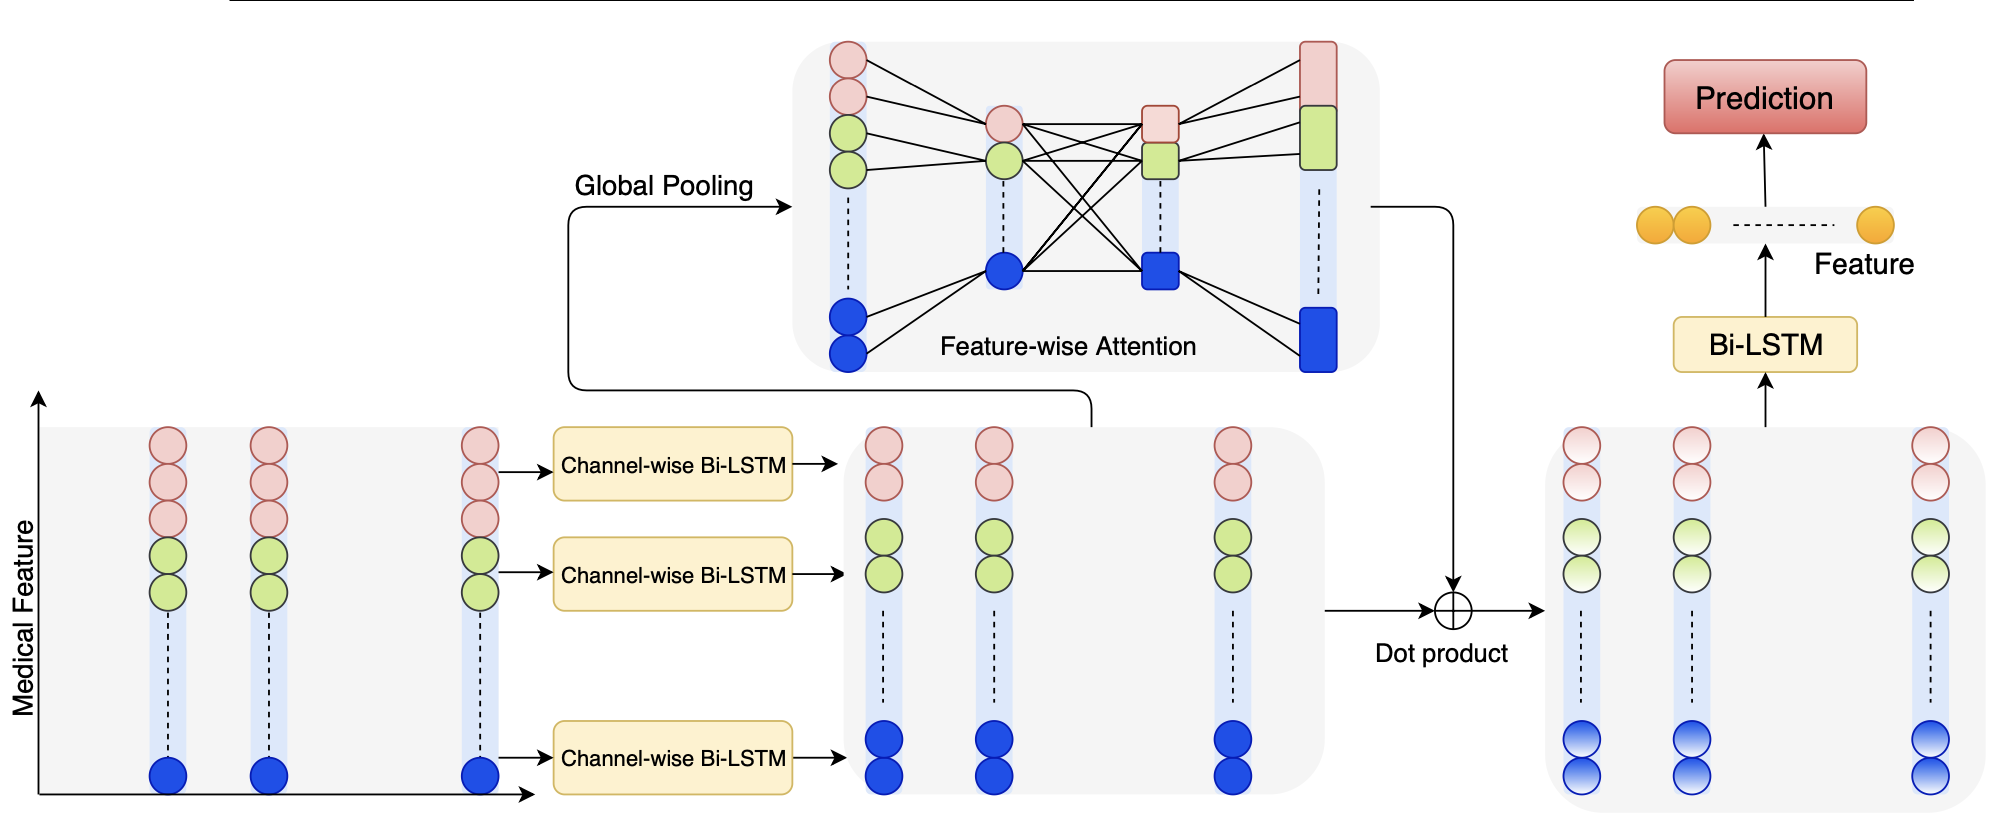 Prediction
Global Pooling
Feature
Feature-wise Attention
Bi-LSTM
Medical Feature
Channel-wise Bi-LSTM
Channel-wise Bi-LSTM
Dot product
Channel-wise Bi-LSTM